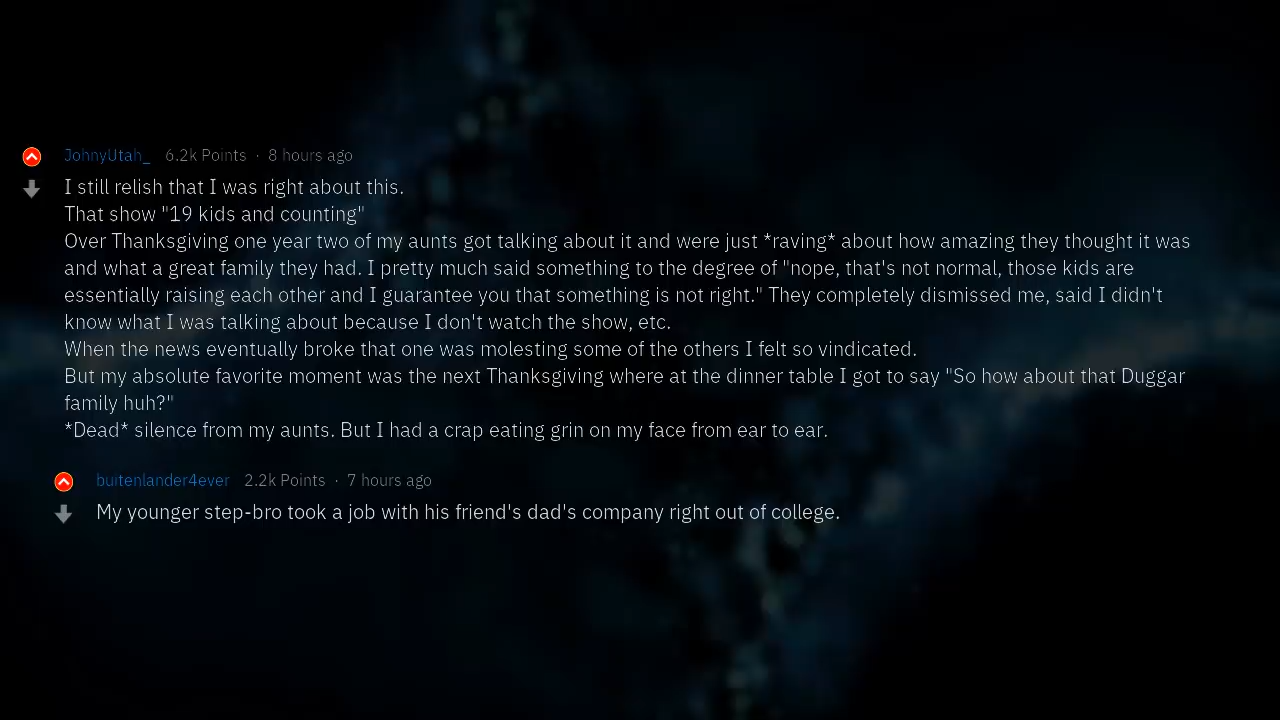 JohnyUtah_ 6.2k Points · 8 hours ago
I still relish that I was right about this.
That show "19 kids and counting"
Over Thanksgiving one year two of my aunts got talking about it and were just *raving* about how amazing they thought it was
and what a great family they had. I pretty much said something to the degree of "nope, that's not normal, those kids are
essentially raising each other and I guarantee you that something is not right." They completely dismissed me, said I didn't
know what I was talking about because I don't watch the show, etc.
When the news eventually broke that one was molesting some of the others I felt so vindicated.
But my absolute favorite moment was the next Thanksgiving where at the dinner table I got to say "So how about that Duggar
family huh?"
*Dead* silence from my aunts. But I had a crap eating grin on my face from ear to ear.
buitenlander4ever 2.2k Points · 7 hours ago
My younger step-bro took a job with his friend's dad's company right out of college.